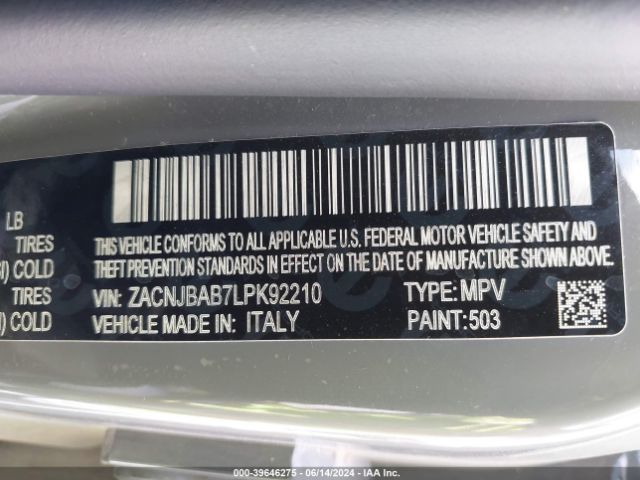 LB
TIRES
COLD
TIRES
COLD
THIS VEHICLE CONFORMS TO ALL APPLICABLE U.S. FEDERAL MOTOR VEHICLE SAFETY AND
THEFT PREVENTION STANDARDS IN EFFECT ON THE DATE OF MANUFACTURE SHOWN ABOVE.
VIN: ZACNJBAB7LPK92210 TYPE: MPV
VEHICLE MADE IN: ITALY PAINT: 503
000-39646275 - 06/14/2024 - IAA Inc.